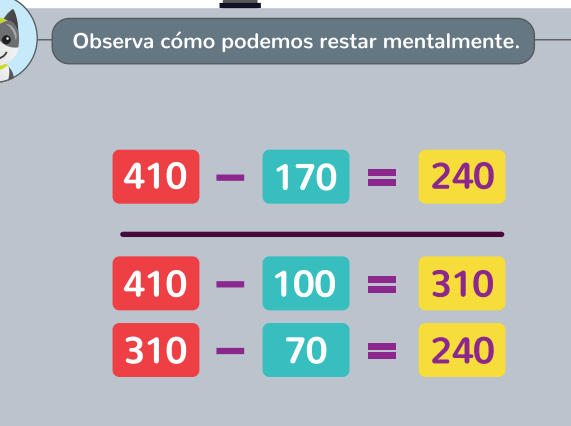 Observa cómo podemos restar mentalmente.
410 – 170 = 240
410 – 100 = 310
310 – 70 = 240